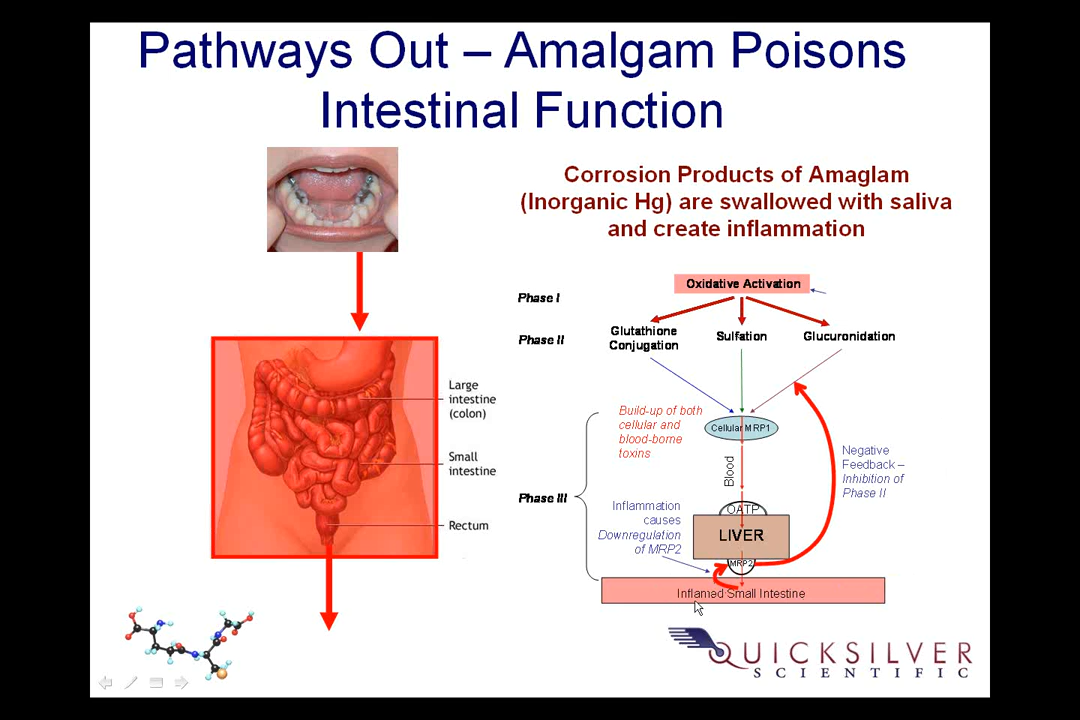 Pathways Out – Amalgam Poisons
Intestinal Function
Corrosion Products of Amaglam
(Inorganic Hg) are swallowed with saliva
and create inflammation
Large
intestine
(colon)
Small
intestine
Rectum
Phase I
Oxidative Activation
Phase II
Glutathione
Conjugation
Sulfation
Glucuronidation
Build-up of both
cellular and
blood-borne
toxins
Cellular MRP1
Blood
Negative
Feedback –
Inhibition of
Phase II
Phase III
Inflammation
causes
Downregulation
of MRP2
OATP
LIVER
MRP2
Inflamed Small Intestine
QUICKSILVER
SCIENTIFIC